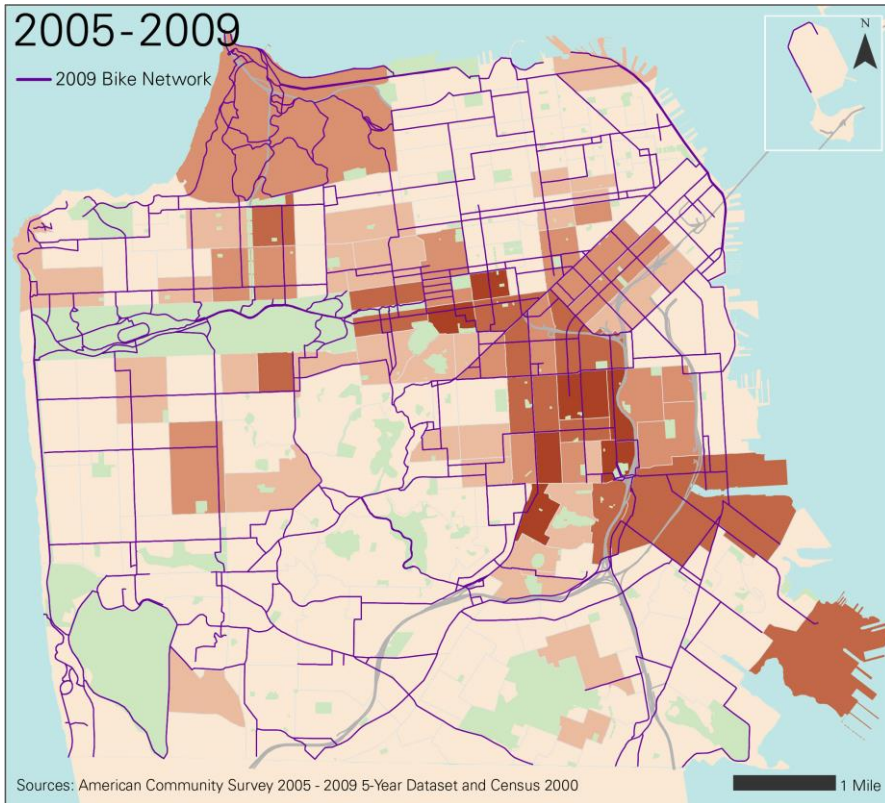 2005-2009
2009 Bike Network
N
Sources: American Community Survey 2005 - 2009 5-Year Dataset and Census 2000
1 Mile